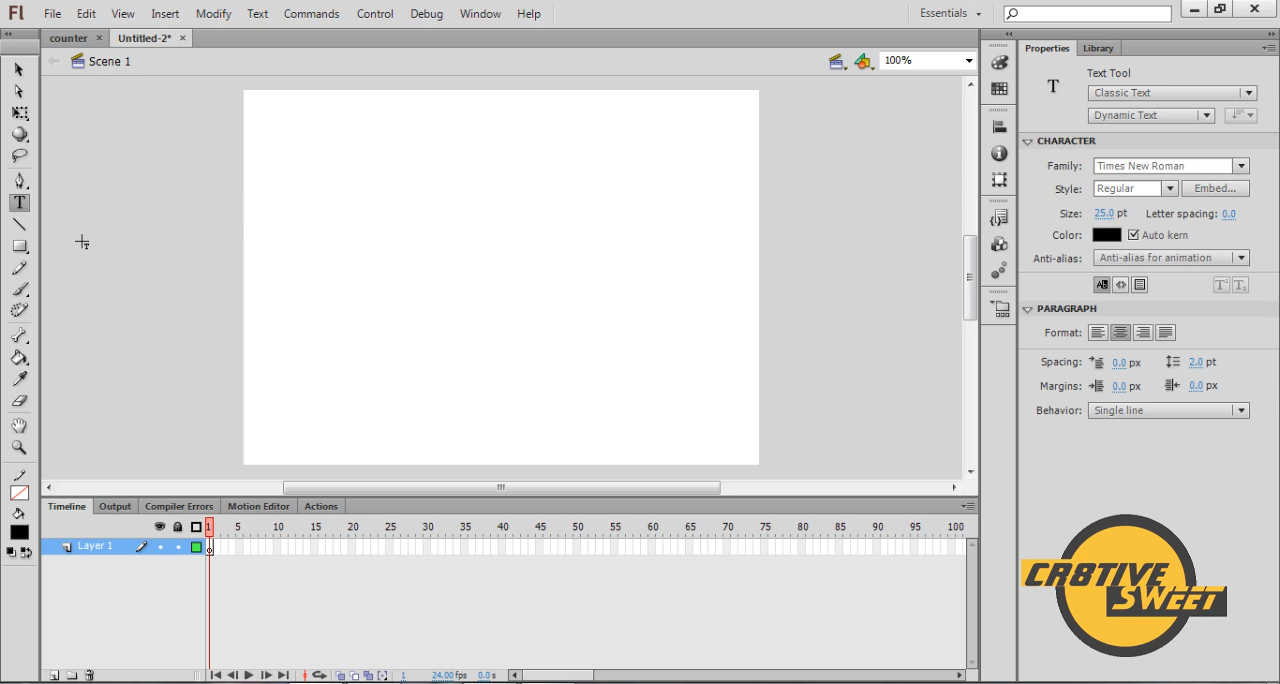 Fl File Edit View Insert Modify Text Commands Control Debug Window Help Essentials
counter × Untitled-2* ×
Scene 1 100%
Properties Library
Text Tool
T
Classic Text
Dynamic Text
CHARACTER
Family: Times New Roman
Style: Regular Embed...
Size: 25.0 pt Letter spacing: 0.0
Color: Auto kern
Anti-alias: Anti-alias for animation
PARAGRAPH
Format:
Spacing: 0.0 px 2.0 pt
Margins: 0.0 px 0.0 px
Behavior: Single line
Timeline Output Compiler Errors Motion Editor Actions
1 5 10 15 20 25 30 35 40 45 50 55 60 65 70 75 80 85 90 95 100
Layer 1
1 24.00 fps 0.0 s
CR8TIVE
SWEET